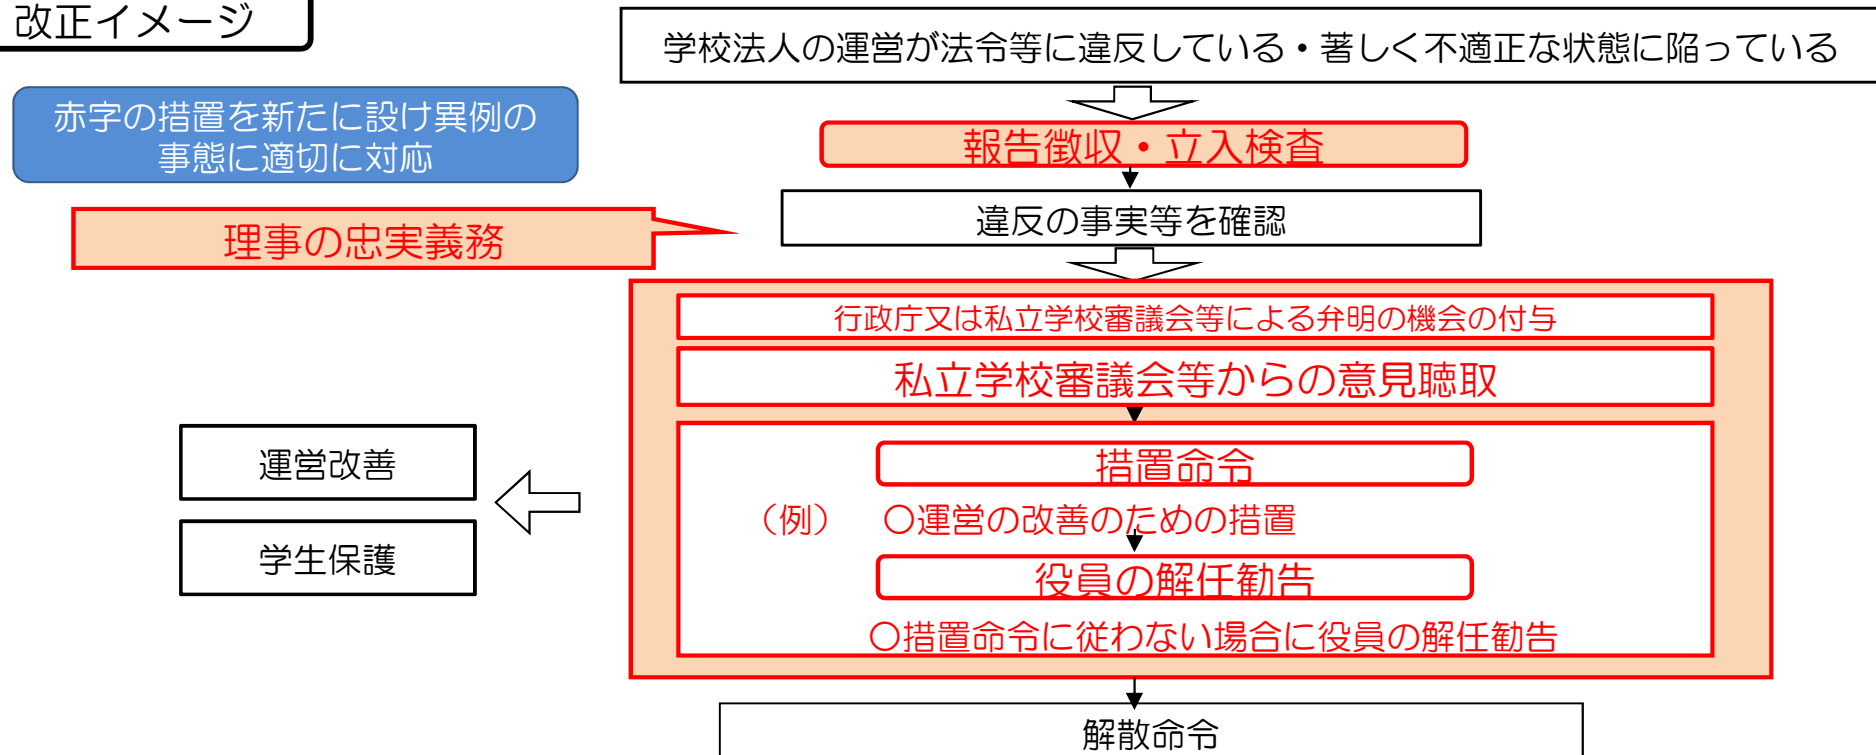 改正イメージ
学校法人の運営が法令等に違反している・著しく不適正な状態に陥っている
赤字の措置を新たに設け異例の
事態に適切に対応
報告徴収・立入検査
違反の事実等を確認
理事の忠実義務
行政庁又は私立学校審議会等による弁明の機会の付与
私立学校審議会等からの意見聴取
措置命令
（例）　〇運営の改善のための措置
役員の解任勧告
〇措置命令に従わない場合に役員の解任勧告
運営改善
学生保護
解散命令